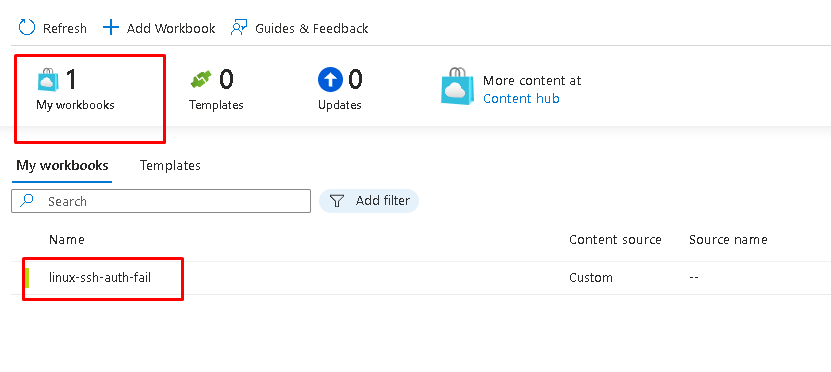 Refresh Add Workbook Guides & Feedback
1 0 0 More content at
My workbooks Templates Updates Content hub
My workbooks Templates
Search Add filter
Name Content source Source name
linux-ssh-auth-fail Custom --